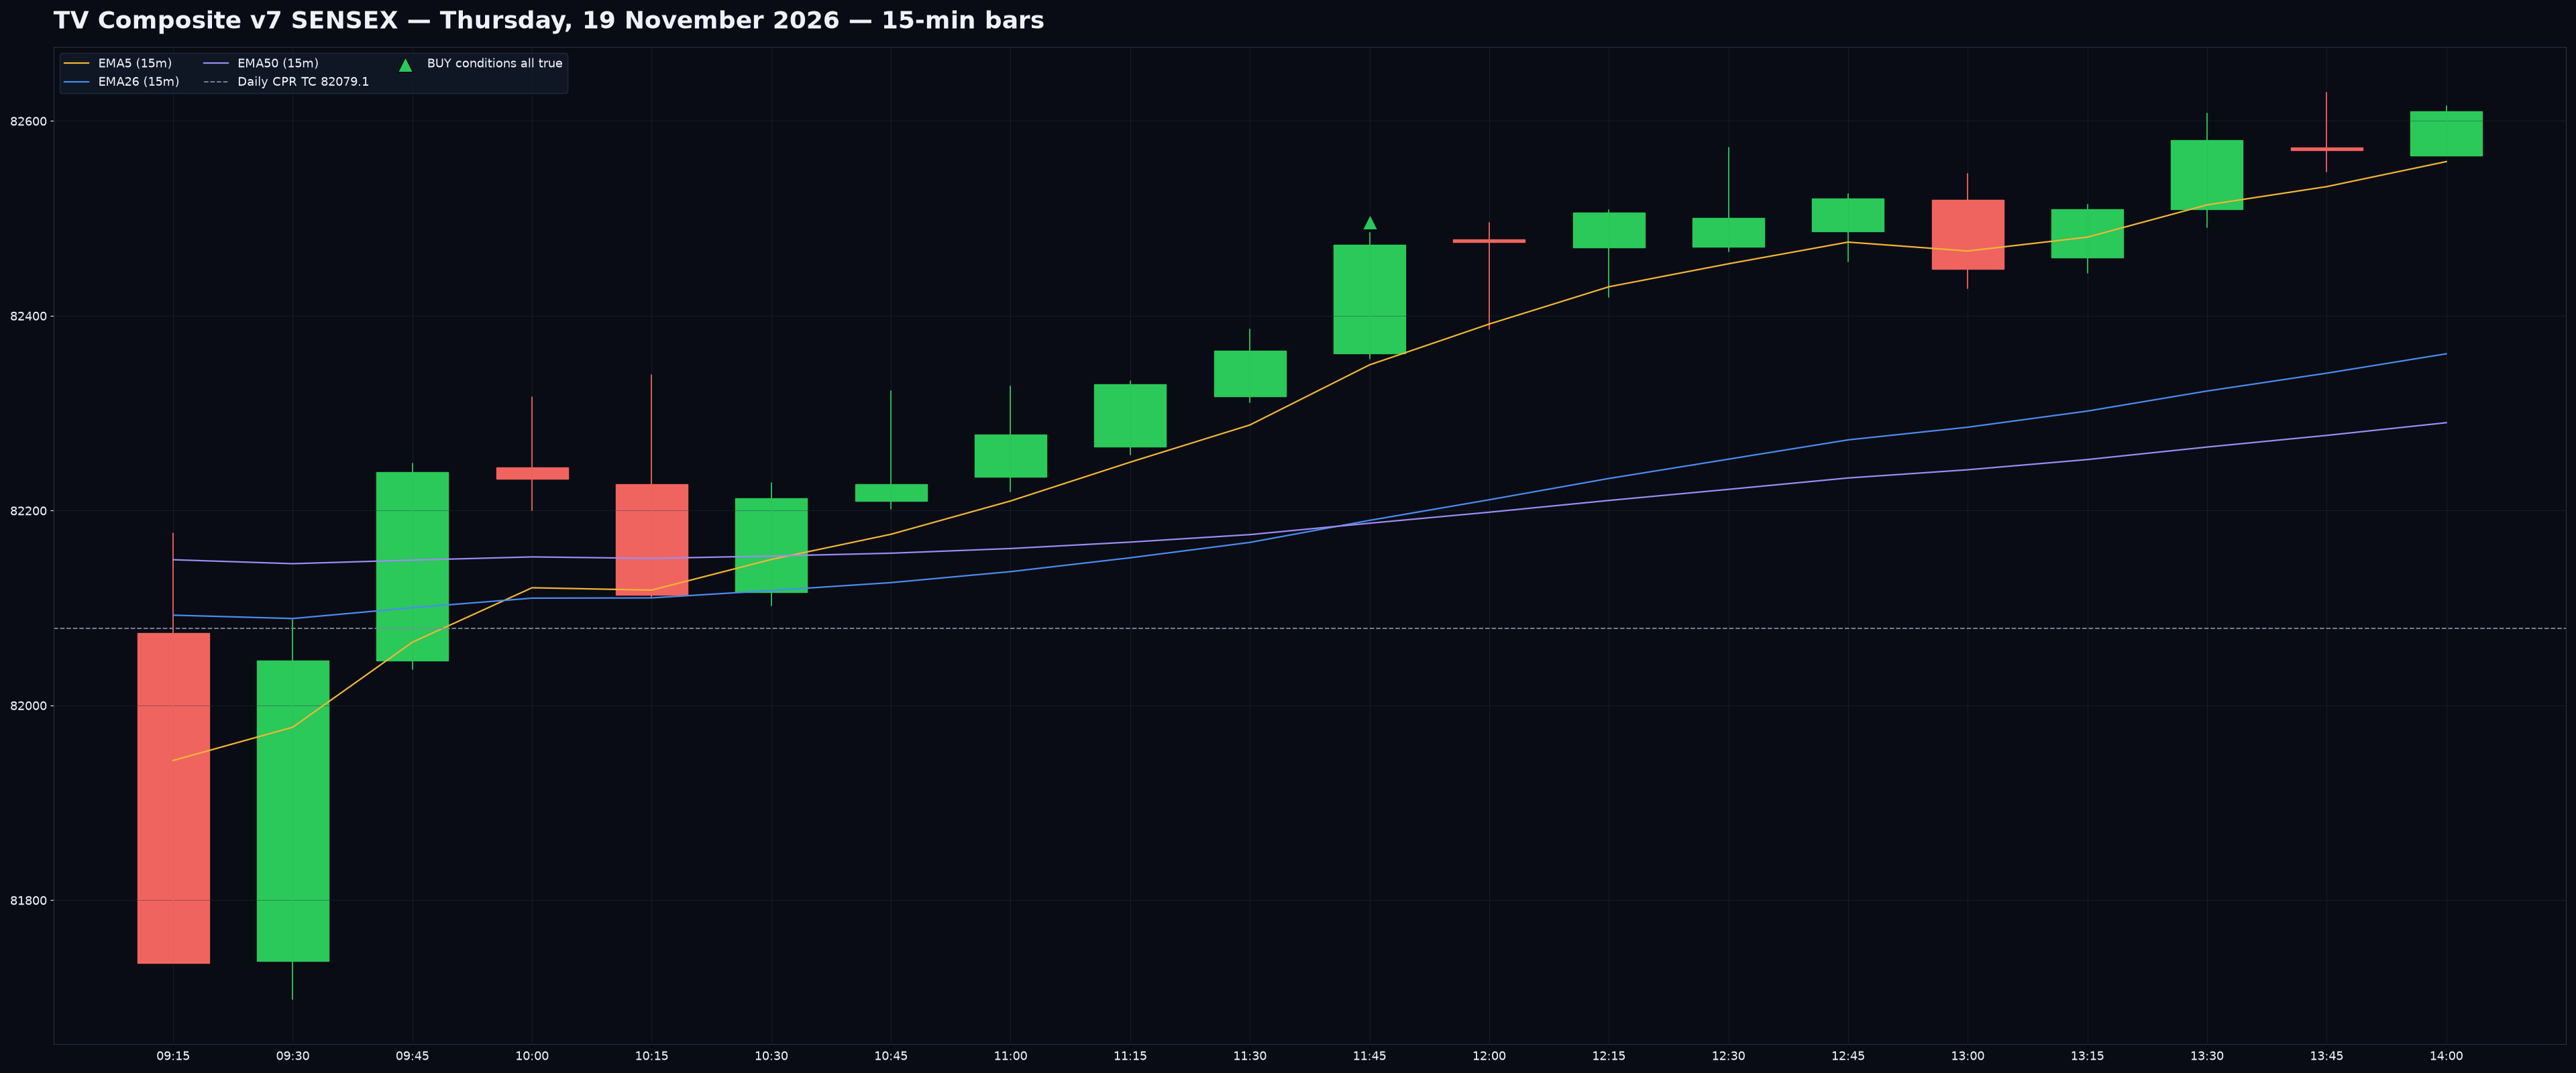 TV Composite v7 SENSEX — Thursday, 19 November 2026 — 15-min bars
EMA5 (15m) EMA50 (15m) BUY conditions all true
EMA26 (15m) Daily CPR TC 82079.1
82600
82400
82200
82000
81800
09:15 09:30 09:45 10:00 10:15 10:30 10:45 11:00 11:15 11:30 11:45 12:00 12:15 12:30 12:45 13:00 13:15 13:30 13:45 14:00